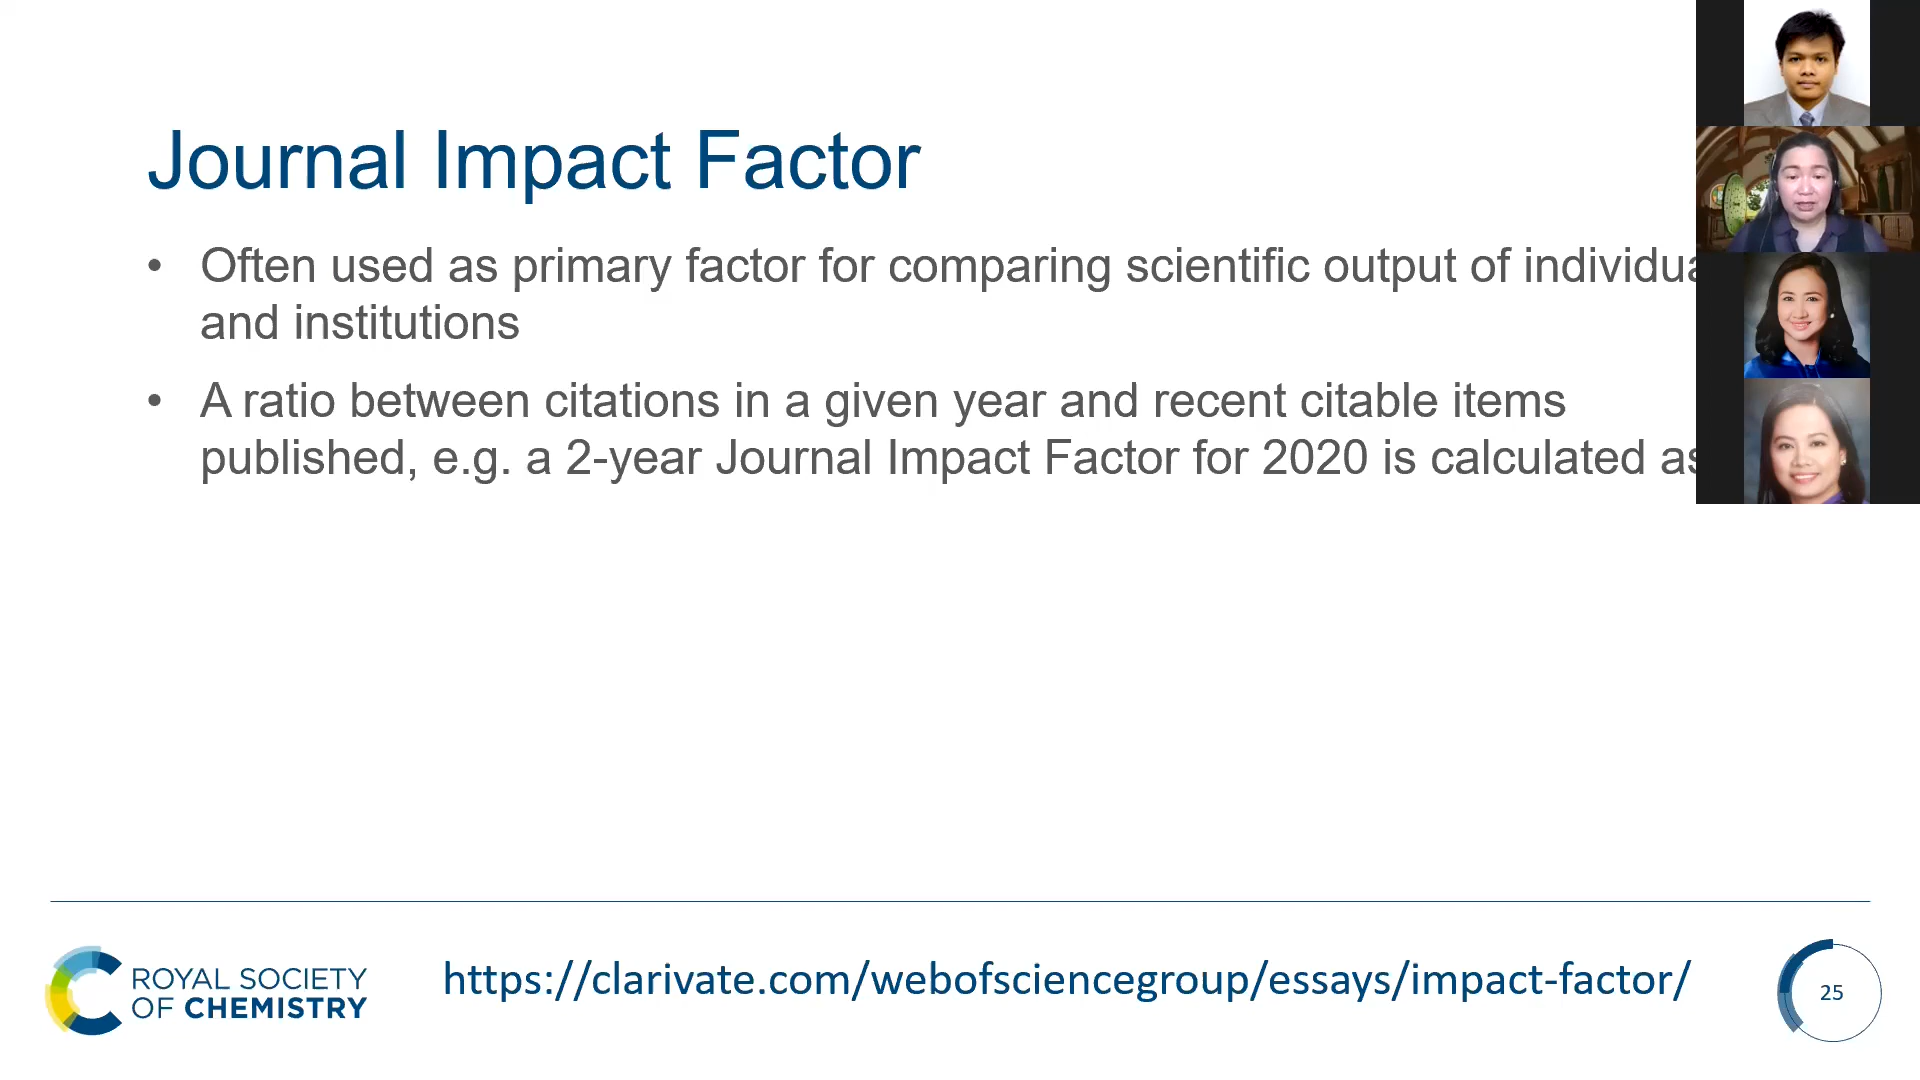 Journal Impact Factor
• Often used as primary factor for comparing scientific output of
and institutions
• A ratio between citations in a given year and recent citable items
published, e.g. a 2-year Journal Impact Factor for 2020 is calculated as
ROYAL SOCIETY
OF CHEMISTRY
https://clarivate.com/webofsciencegroup/essays/impact-factor/
25